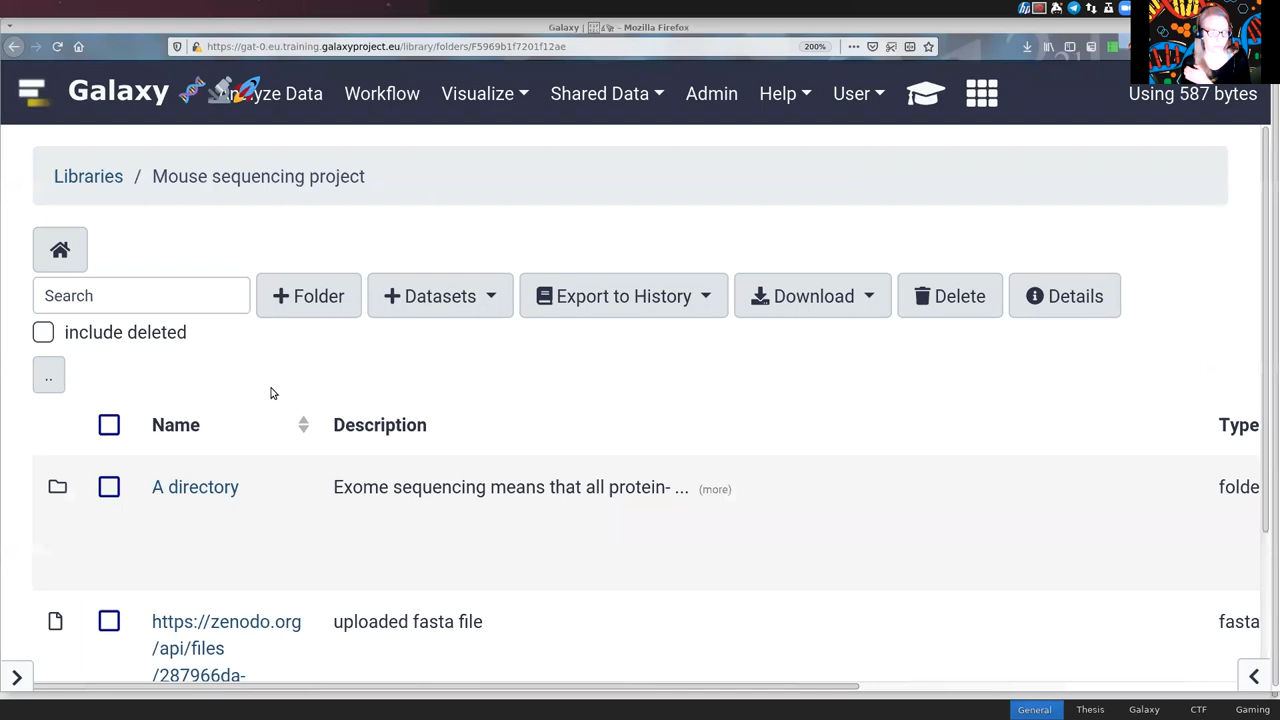 Galaxy | 🧬🔬🚀 - Mozilla Firefox
https://gat-0.eu.training.galaxyproject.eu/library/folders/F5969b1f7201f12ae
200%
Galaxy 🧬🔬🚀 Analyze Data Workflow Visualize Shared Data Admin Help User Using 587 bytes
Libraries / Mouse sequencing project
Search + Folder + Datasets Export to History Download Delete Details
include deleted
..
Name Description Type
A directory Exome sequencing means that all protein- ... (more) folde
https://zenodo.org uploaded fasta file fasta
/api/files
/287966da-
General Thesis Galaxy CTF Gaming